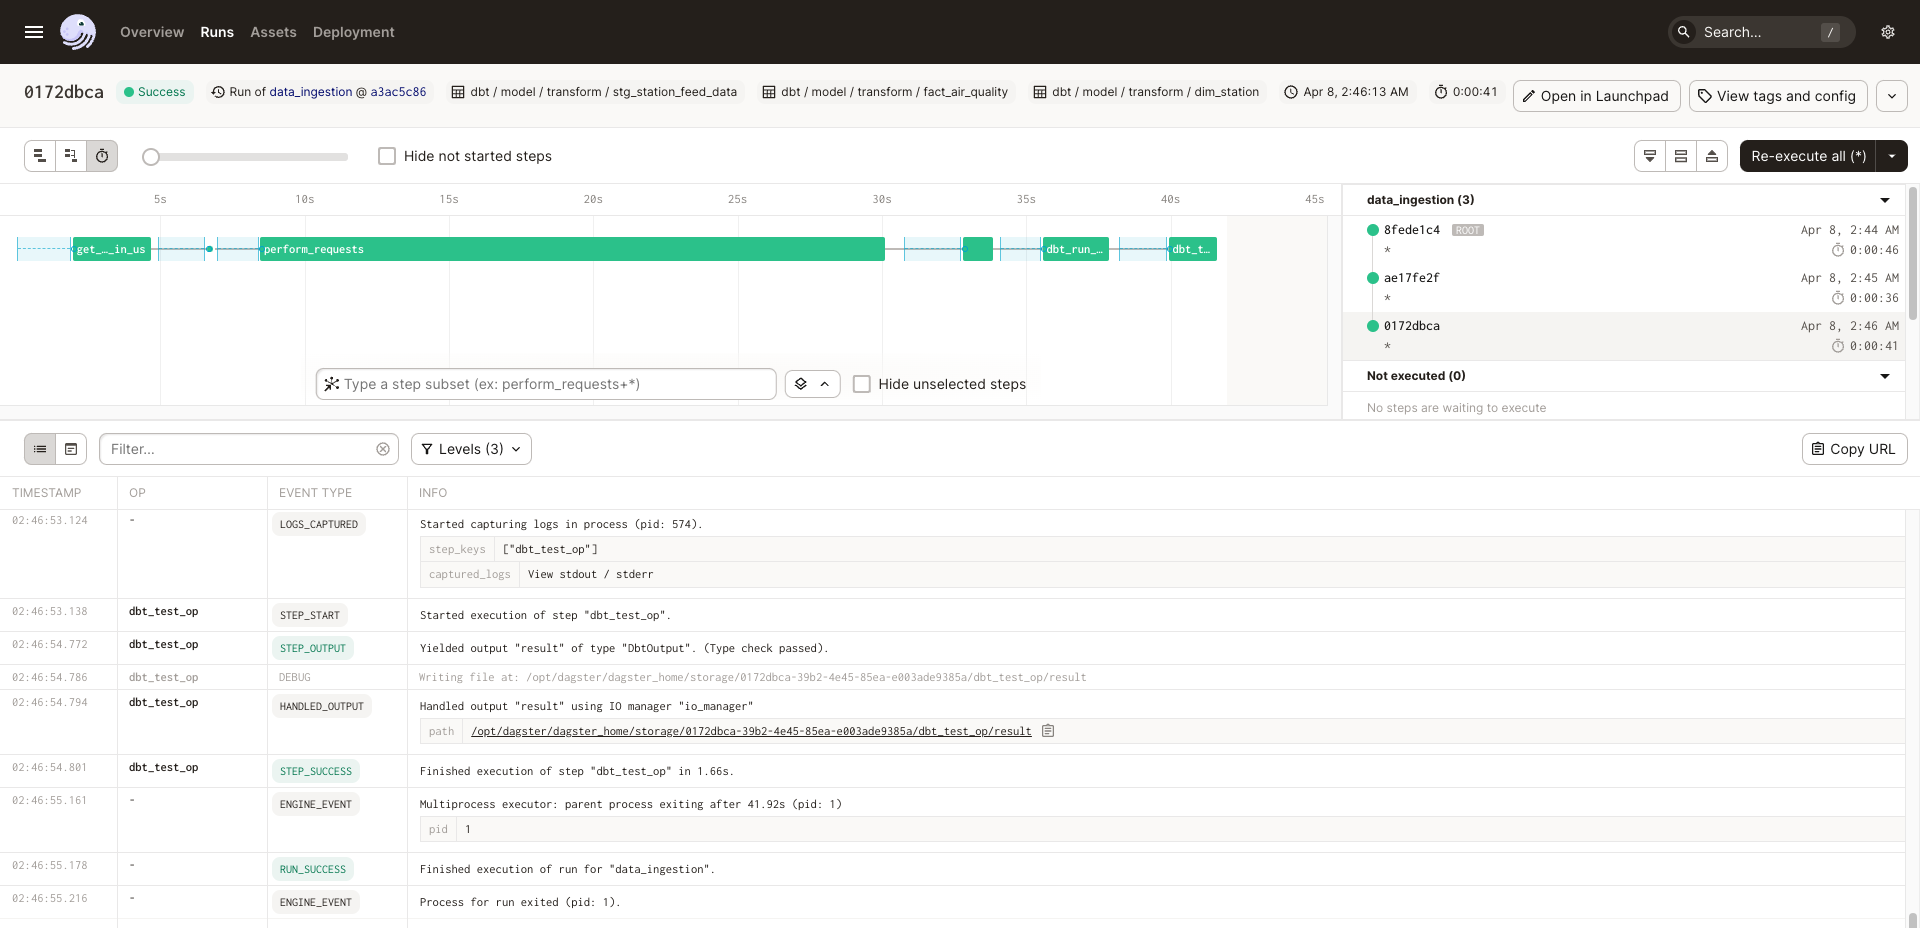 Overview Runs Assets Deployment Search... /
0172dbca Success Run of data_ingestion @ a3ac5c86 dbt / model / transform / stg_station_feed_data dbt / model / transform / fact_air_quality dbt / model / transform / dim_station Apr 8, 2:46:13 AM 0:00:41 Open in Launchpad View tags and config
Hide not started steps Re-execute all (*)
5s 10s 15s 20s 25s 30s 35s 40s 45s
get_…_in_us perform_requests dbt_run_… dbt_t…
Type a step subset (ex: perform_requests+*) Hide unselected steps
data_ingestion (3)
8fede1c4 ROOT Apr 8, 2:44 AM
* 0:00:46
ae17fe2f Apr 8, 2:45 AM
* 0:00:36
0172dbca Apr 8, 2:46 AM
* 0:00:41
Not executed (0)
No steps are waiting to execute
Filter... Levels (3) Copy URL
TIMESTAMP OP EVENT TYPE INFO
02:46:53.124 - LOGS_CAPTURED Started capturing logs in process (pid: 574).
step_keys ["dbt_test_op"]
captured_logs View stdout / stderr
02:46:53.138 dbt_test_op STEP_START Started execution of step "dbt_test_op".
02:46:54.772 dbt_test_op STEP_OUTPUT Yielded output "result" of type "DbtOutput". (Type check passed).
02:46:54.786 dbt_test_op DEBUG Writing file at: /opt/dagster/dagster_home/storage/0172dbca-39b2-4e45-85ea-e003ade9385a/dbt_test_op/result
02:46:54.794 dbt_test_op HANDLED_OUTPUT Handled output "result" using IO manager "io_manager"
path /opt/dagster/dagster_home/storage/0172dbca-39b2-4e45-85ea-e003ade9385a/dbt_test_op/result
02:46:54.801 dbt_test_op STEP_SUCCESS Finished execution of step "dbt_test_op" in 1.66s.
02:46:55.161 - ENGINE_EVENT Multiprocess executor: parent process exiting after 41.92s (pid: 1)
pid 1
02:46:55.178 - RUN_SUCCESS Finished execution of run for "data_ingestion".
02:46:55.216 - ENGINE_EVENT Process for run exited (pid: 1).